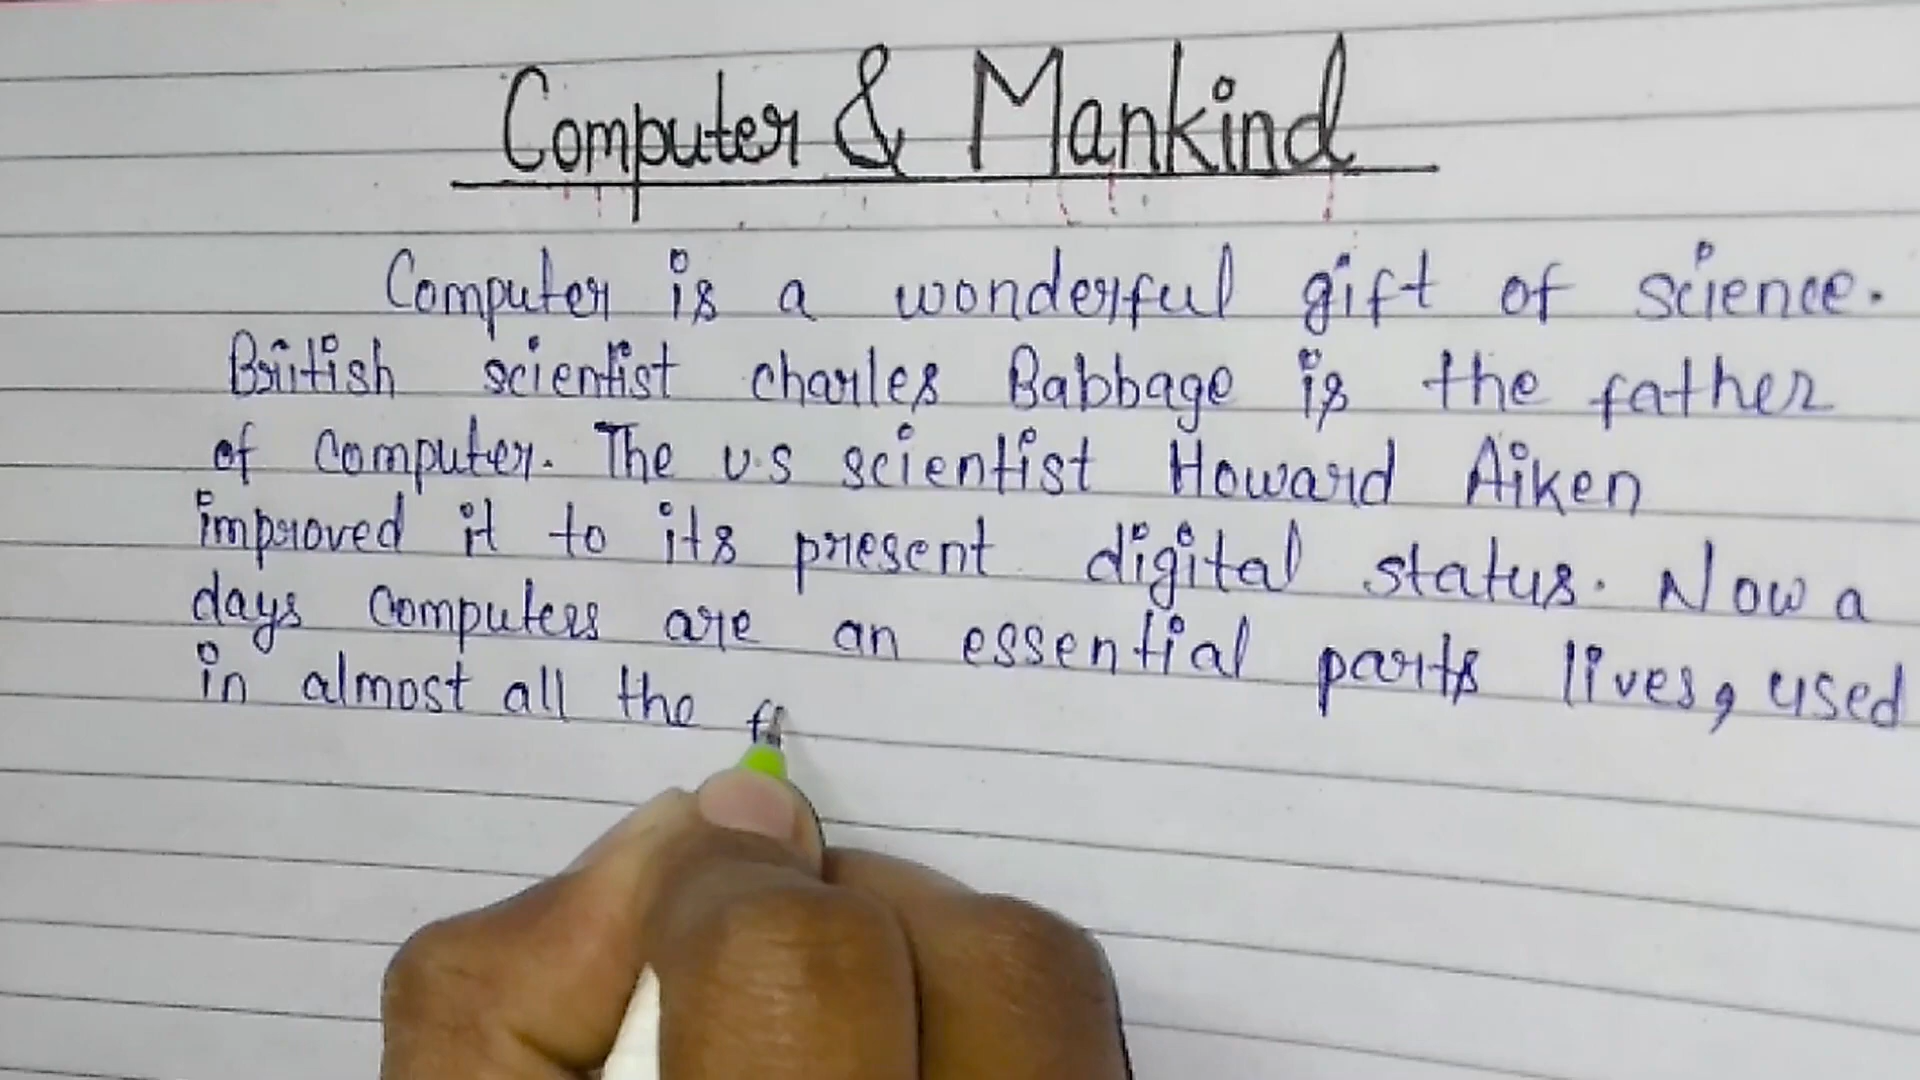 Computer & Mankind
Computer is a wonderful gift of science.
British scientist charles Babbage is the father
of computer. The U.S scientist Howard Aiken
improved it to its present digital status. Now a
days computers are an essential parts lives, used
in almost all the